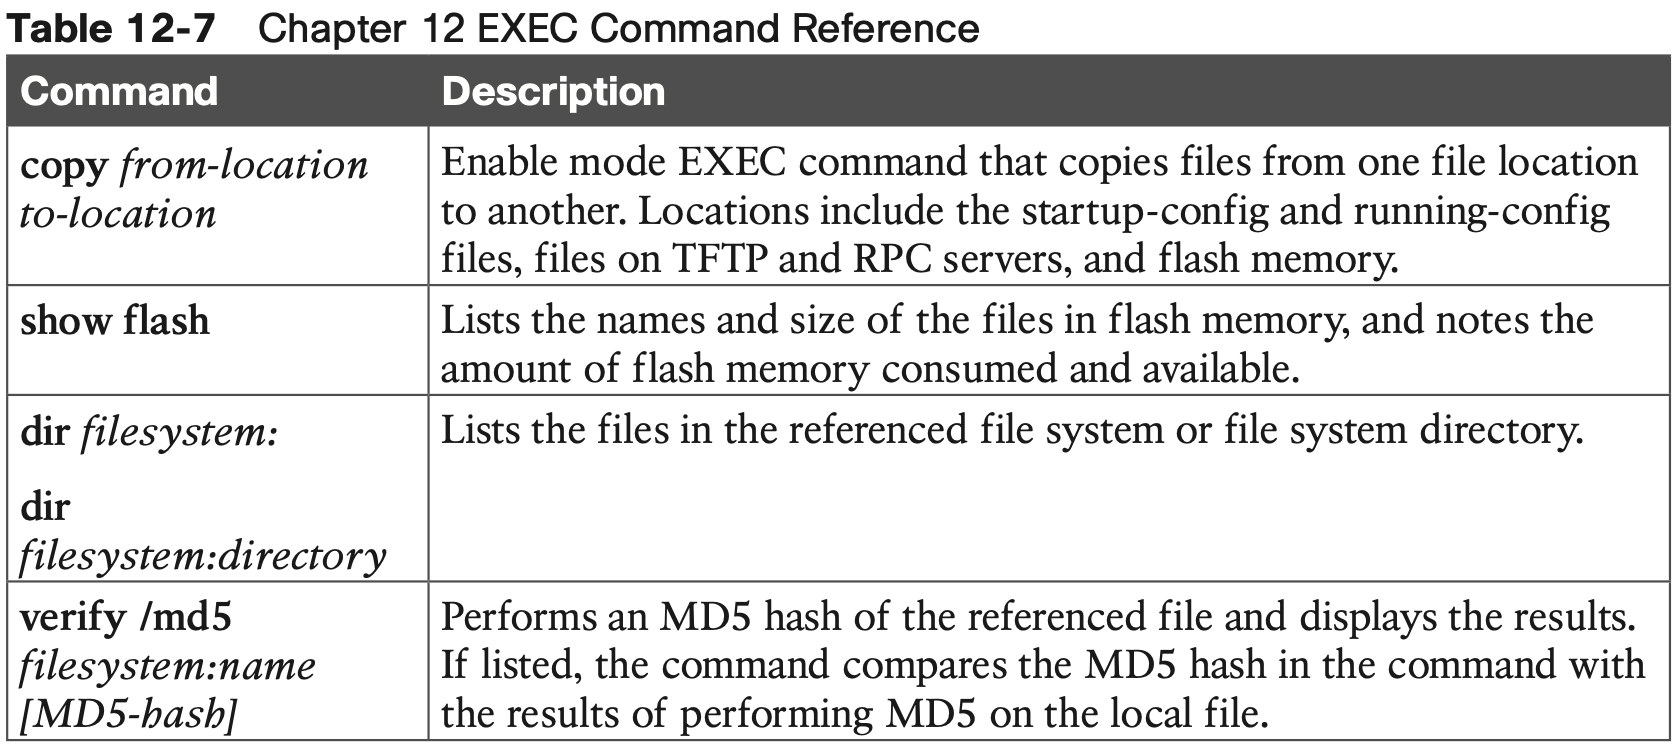 Table 12-7 Chapter 12 EXEC Command Reference
Command Description
copy from-location
to-location
Enable mode EXEC command that copies files from one file location
to another. Locations include the startup-config and running-config
files, files on TFTP and RPC servers, and flash memory.
show flash
Lists the names and size of the files in flash memory, and notes the
amount of flash memory consumed and available.
dir filesystem:
dir
filesystem:directory
Lists the files in the referenced file system or file system directory.
verify /md5
filesystem:name
[MD5-hash]
Performs an MD5 hash of the referenced file and displays the results.
If listed, the command compares the MD5 hash in the command with
the results of performing MD5 on the local file.